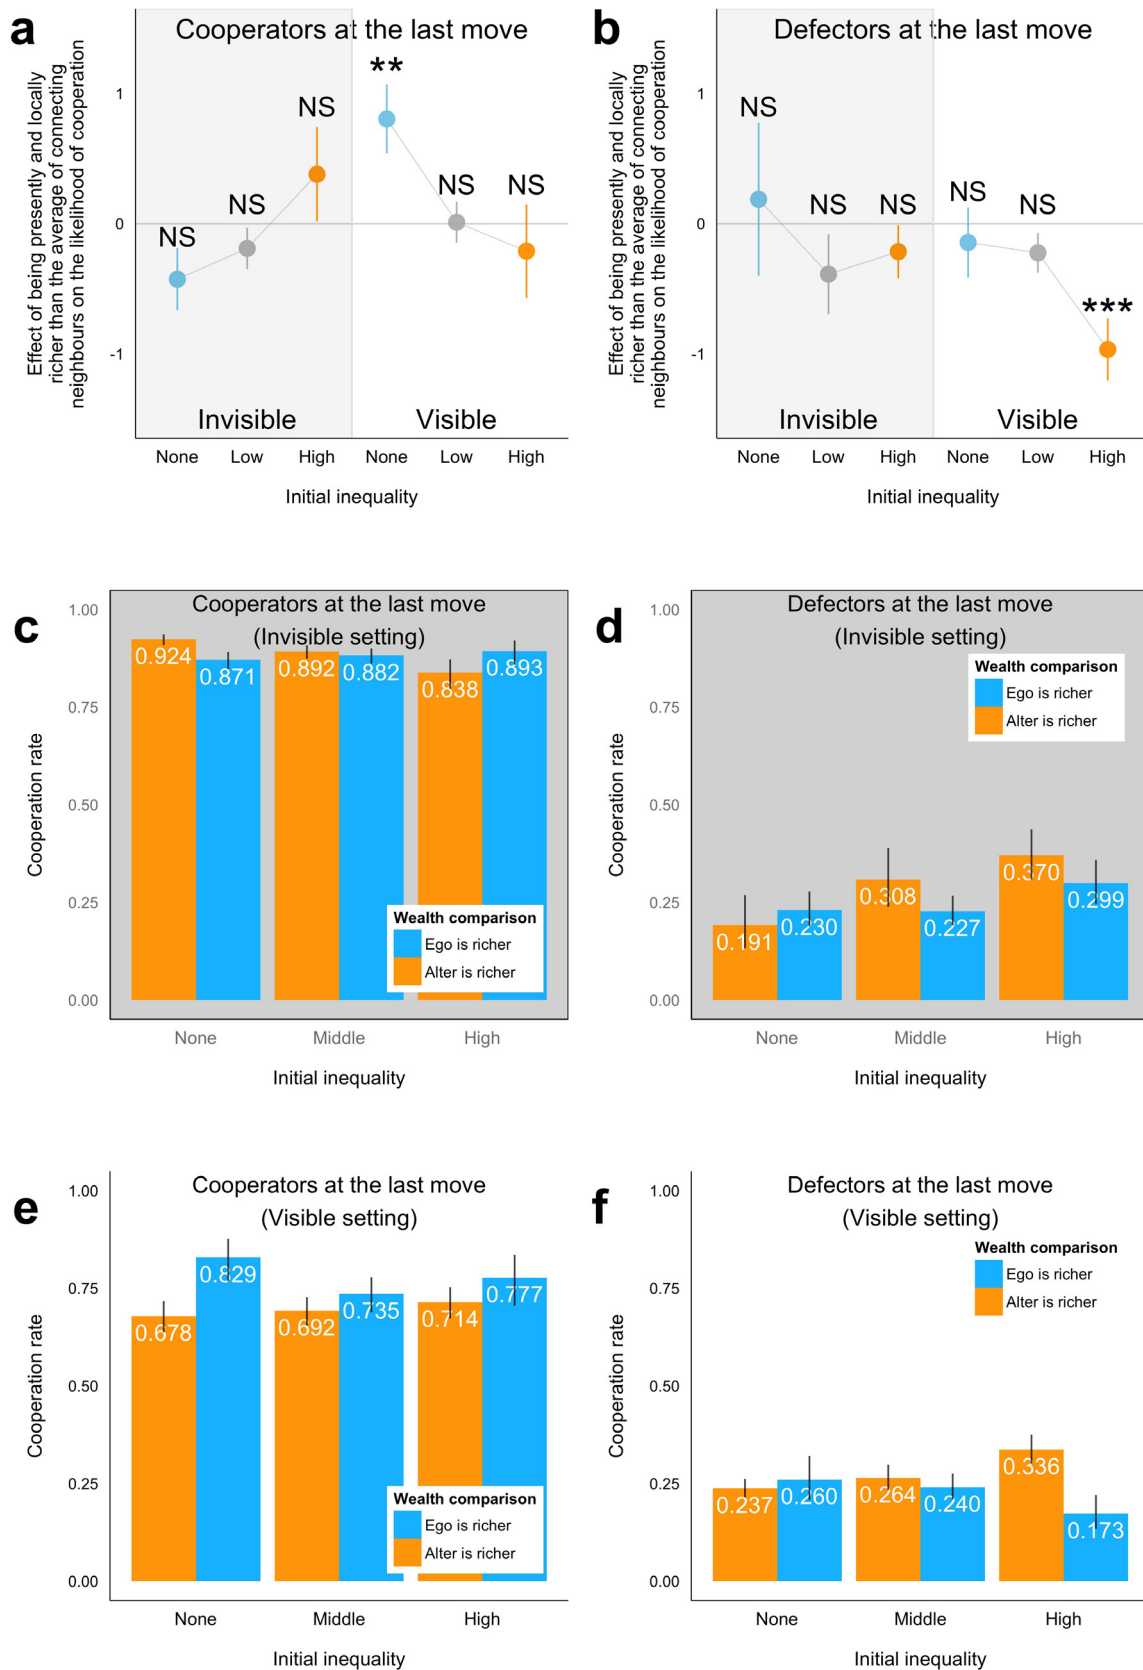 a
Cooperators at the last move
Effect of being presently and locally
richer than the average of connecting
neighbours on the likelihood of cooperation
1
0
-1
NS
NS
NS
**
NS
NS
Invisible
Visible
None
Low
High
None
Low
High
Initial inequality
b
Defectors at the last move
Effect of being presently and locally
richer than the average of connecting
neighbours on the likelihood of cooperation
1
0
-1
NS
NS
NS
NS
NS
***
Invisible
Visible
None
Low
High
None
Low
High
Initial inequality
c
Cooperators at the last move
(Invisible setting)
Cooperation rate
1.00
0.75
0.50
0.25
0.00
0.924
0.871
0.892
0.882
0.838
0.893
Wealth comparison
Ego is richer
Alter is richer
None
Middle
High
Initial inequality
d
Defectors at the last move
(Invisible setting)
Wealth comparison
Ego is richer
Alter is richer
Cooperation rate
1.00
0.75
0.50
0.25
0.00
0.191
0.230
0.308
0.227
0.370
0.299
None
Middle
High
Initial inequality
e
Cooperators at the last move
(Visible setting)
Cooperation rate
1.00
0.75
0.50
0.25
0.00
0.678
0.829
0.692
0.735
0.714
0.777
Wealth comparison
Ego is richer
Alter is richer
None
Middle
High
Initial inequality
f
Defectors at the last move
(Visible setting)
Wealth comparison
Ego is richer
Alter is richer
Cooperation rate
1.00
0.75
0.50
0.25
0.00
0.237
0.260
0.264
0.240
0.336
0.173
None
Middle
High
Initial inequality